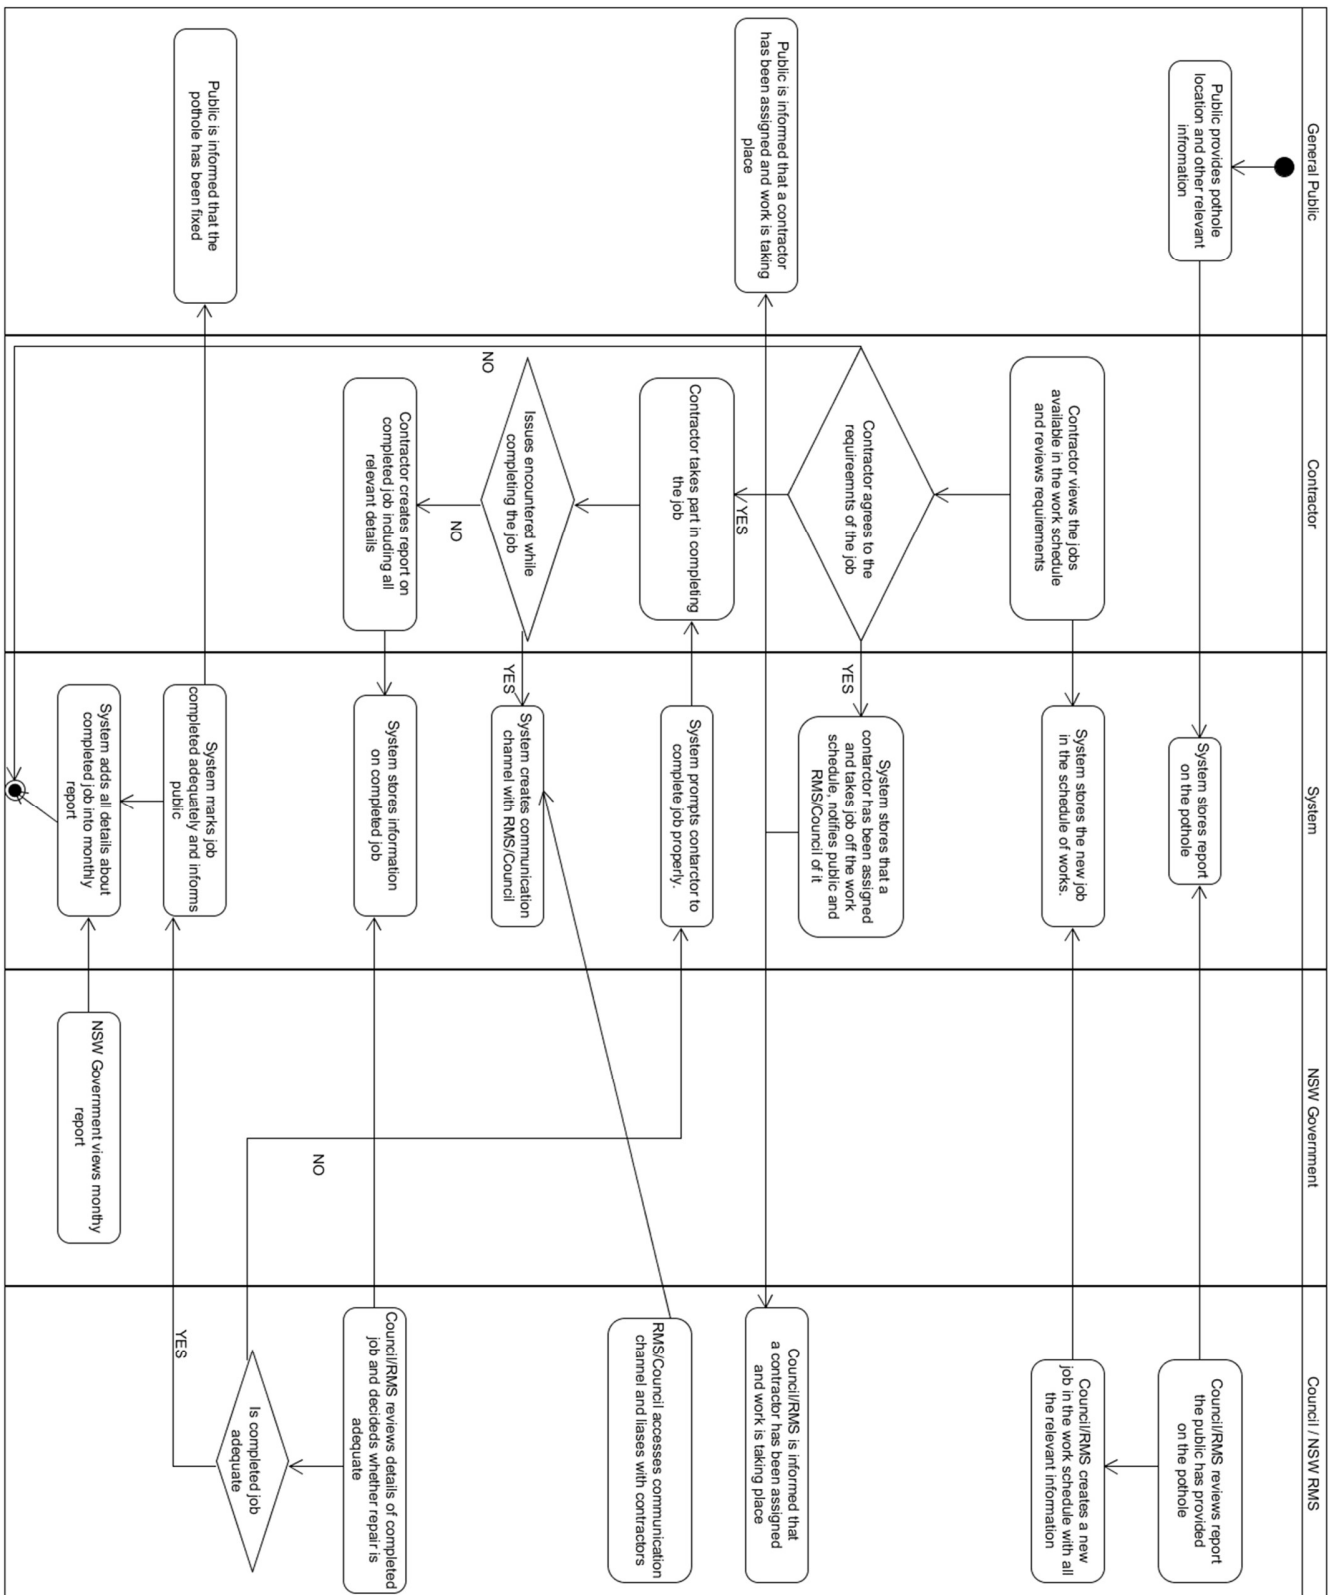 General Public
Contractor
System
NSW Government
Council / NSW RMS
Public provides pothole
location and other relevant
infromation
System stores report
on the pothole
Council/RMS reviews report
the public has provided
on the pothole
Contractor views the jobs
available in the work schedule
and reviews requirements
System stores the new job
in the schedule of works.
Council/RMS creates a new
job in the work schedule with all
the relevant information
Contractor agrees to the
requireemnts of the job
YES
System stores that a
contarctor has been assigned
and takes job off the work
schedule, notifies public and
RMS/Council of it
Public is informed that a contractor
has been assigned and work is taking
place
YES
Council/RMS is informed that
a contractor has been assigned
and work is taking place
Contractor takes part in completing
the job
System prompts contarctor to
complete job properly.
RMS/Council accesses communication
channel and liases with contractors
NO
Issues encountered while
completing the job
YES
System creates communication
channel with RMS/Council
NO
Contractor creates report on
completed job including all
relevant details
System stores information
on completed job
NO
Council/RMS reviews details of completed
job and decideds whether repair is
adequate
Public is informed that the
pothole has been fixed
System marks job
completed adequately and informs
public
YES
Is completed job
adequate
System adds all details about
completed job into monthly
report
NSW Government views monthy
report